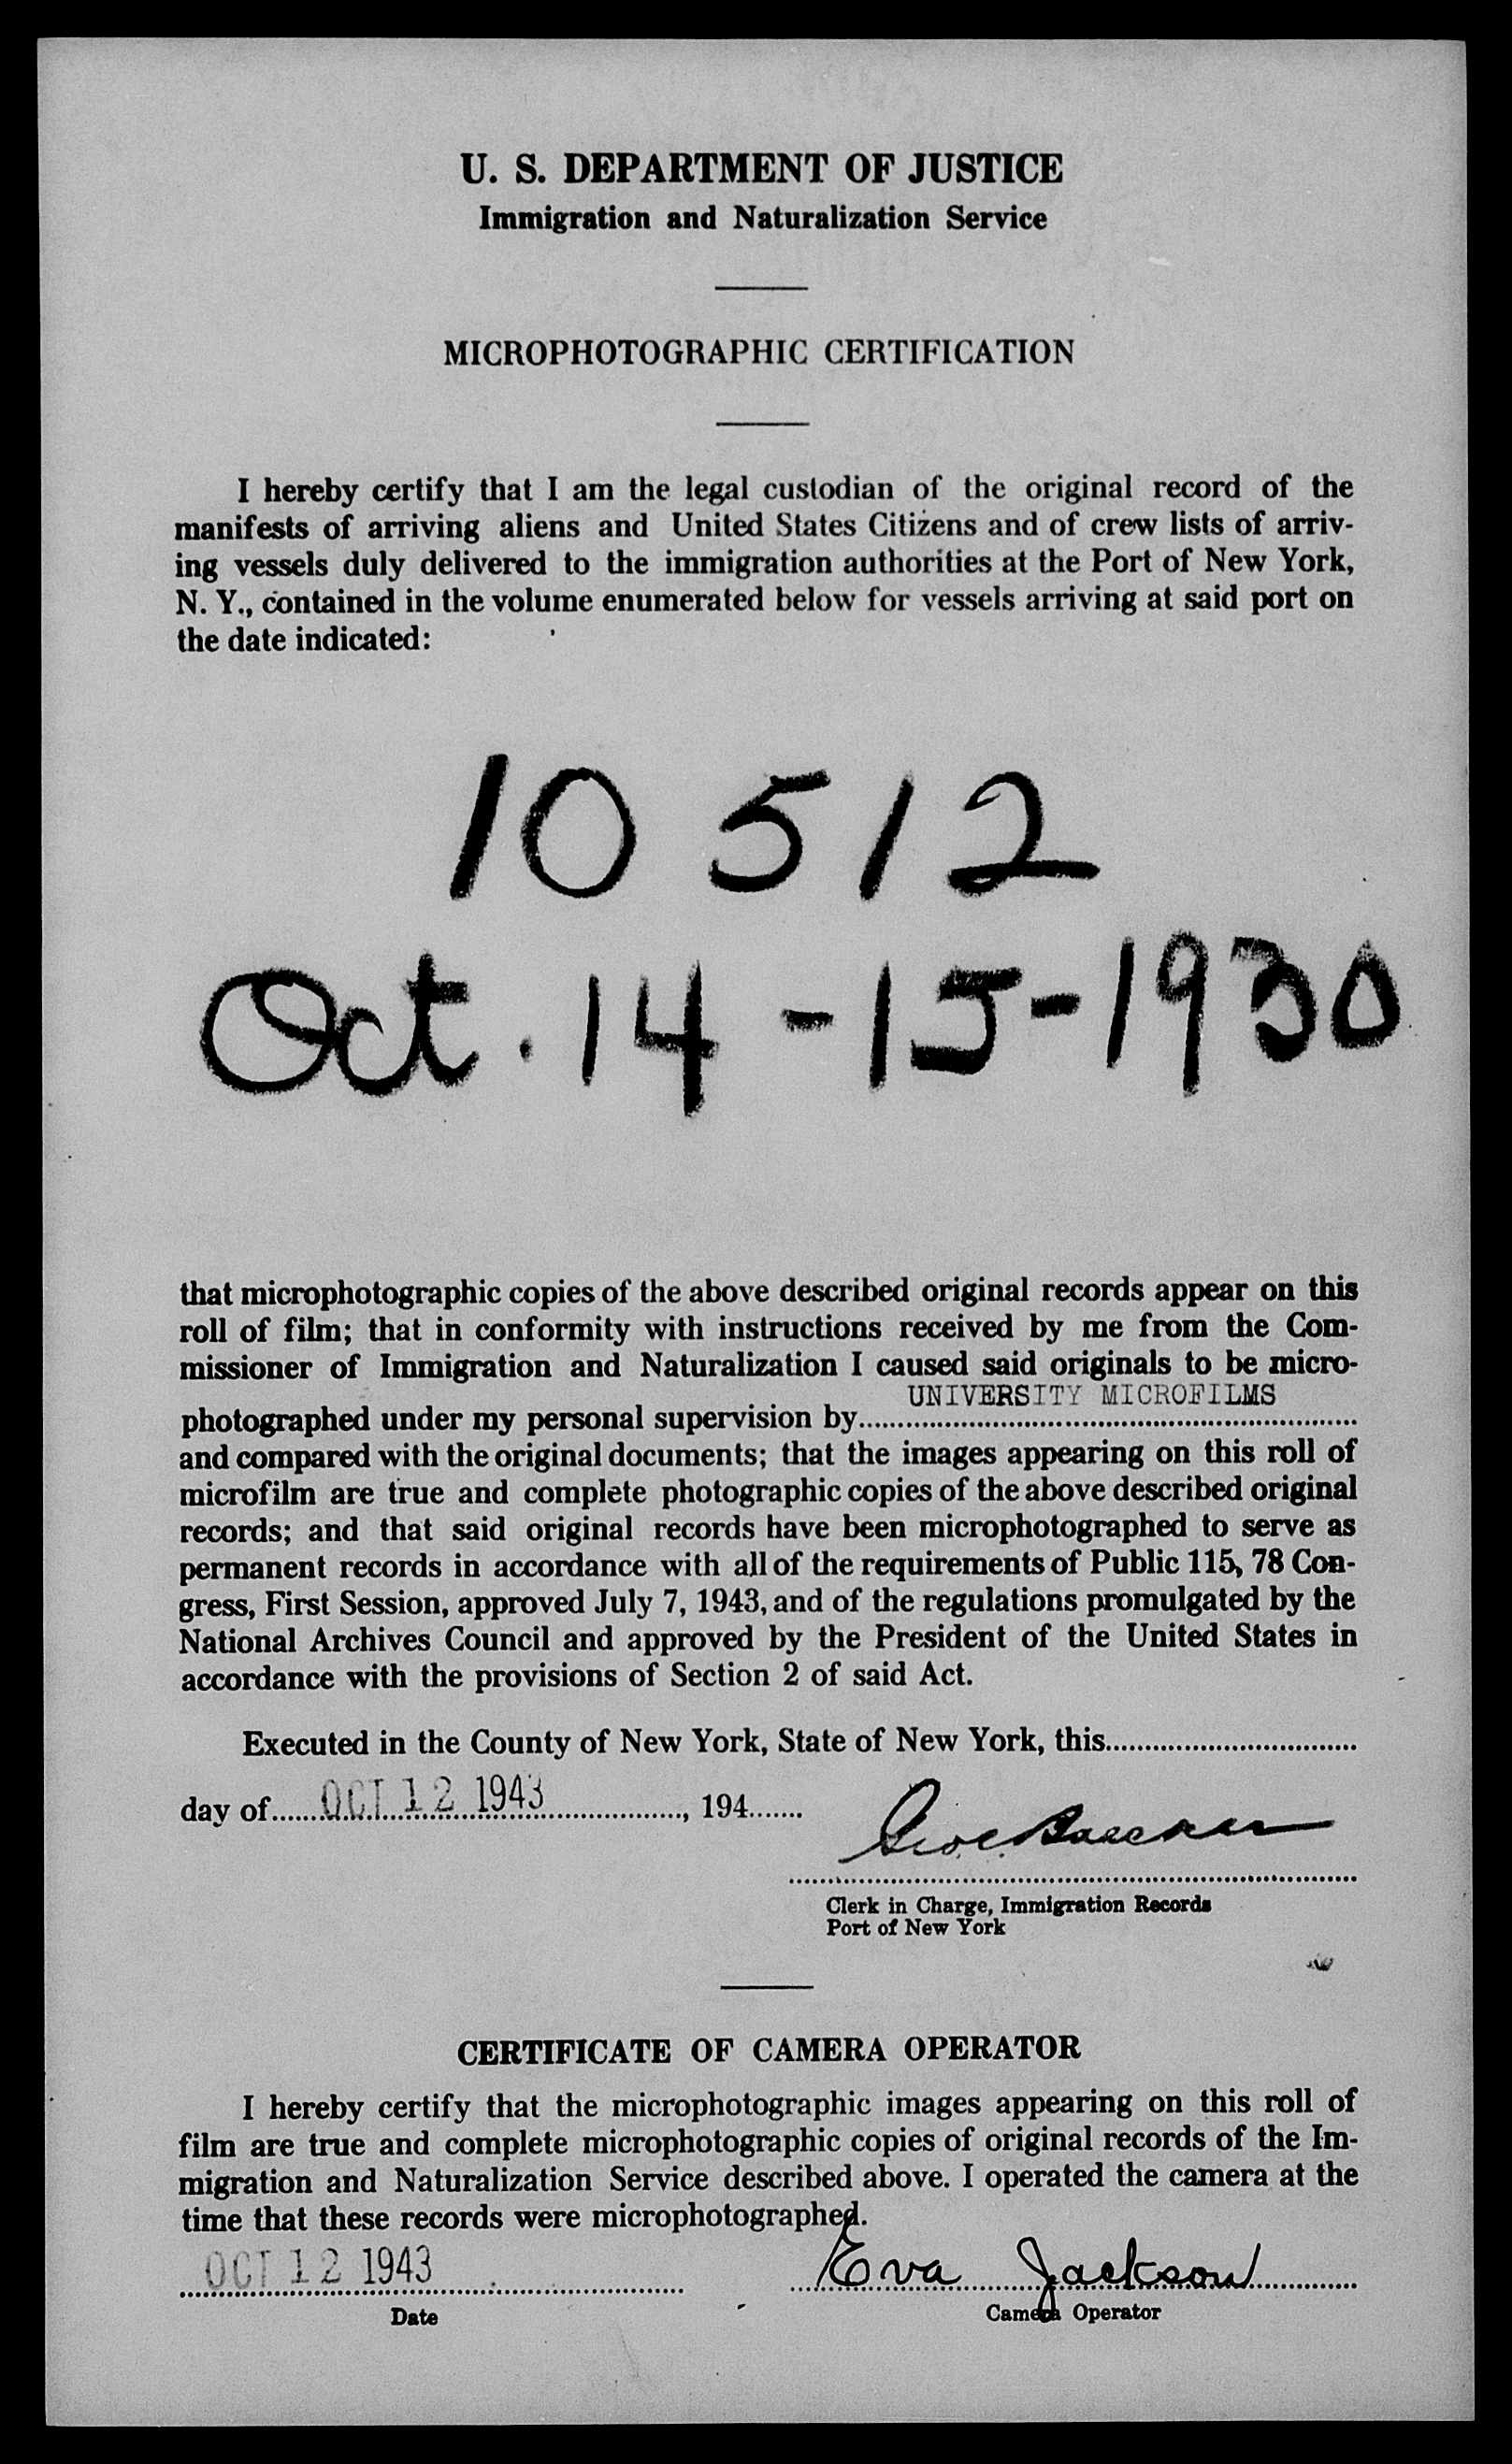 U. S. DEPARTMENT OF JUSTICE
Immigration and Naturalization Service
MICROPHOTOGRAPHIC CERTIFICATION
I hereby certify that I am the legal custodian of the original record of the
manifests of arriving aliens and United States Citizens and of crew lists of arriv-
ing vessels duly delivered to the immigration authorities at the Port of New York,
N. Y., contained in the volume enumerated below for vessels arriving at said port on
the date indicated:
10 512
Oct. 14 - 15 - 1930
that microphotographic copies of the above described original records appear on this
roll of film; that in conformity with instructions received by me from the Com-
missioner of Immigration and Naturalization I caused said originals to be micro-
photographed under my personal supervision by UNIVERSITY MICROFILMS
and compared with the original documents; that the images appearing on this roll of
microfilm are true and complete photographic copies of the above described original
records; and that said original records have been microphotographed to serve as
permanent records in accordance with all of the requirements of Public 115, 78 Con-
gress, First Session, approved July 7, 1943, and of the regulations promulgated by the
National Archives Council and approved by the President of the United States in
accordance with the provisions of Section 2 of said Act.
Executed in the County of New York, State of New York, this
day of OCT 12 1943, 194
Clerk in Charge, Immigration Records
Port of New York
CERTIFICATE OF CAMERA OPERATOR
I hereby certify that the microphotographic images appearing on this roll of
film are true and complete microphotographic copies of original records of the Im-
migration and Naturalization Service described above. I operated the camera at the
time that these records were microphotographed.
OCT 12 1943 Eva Jackson
Date Camera Operator